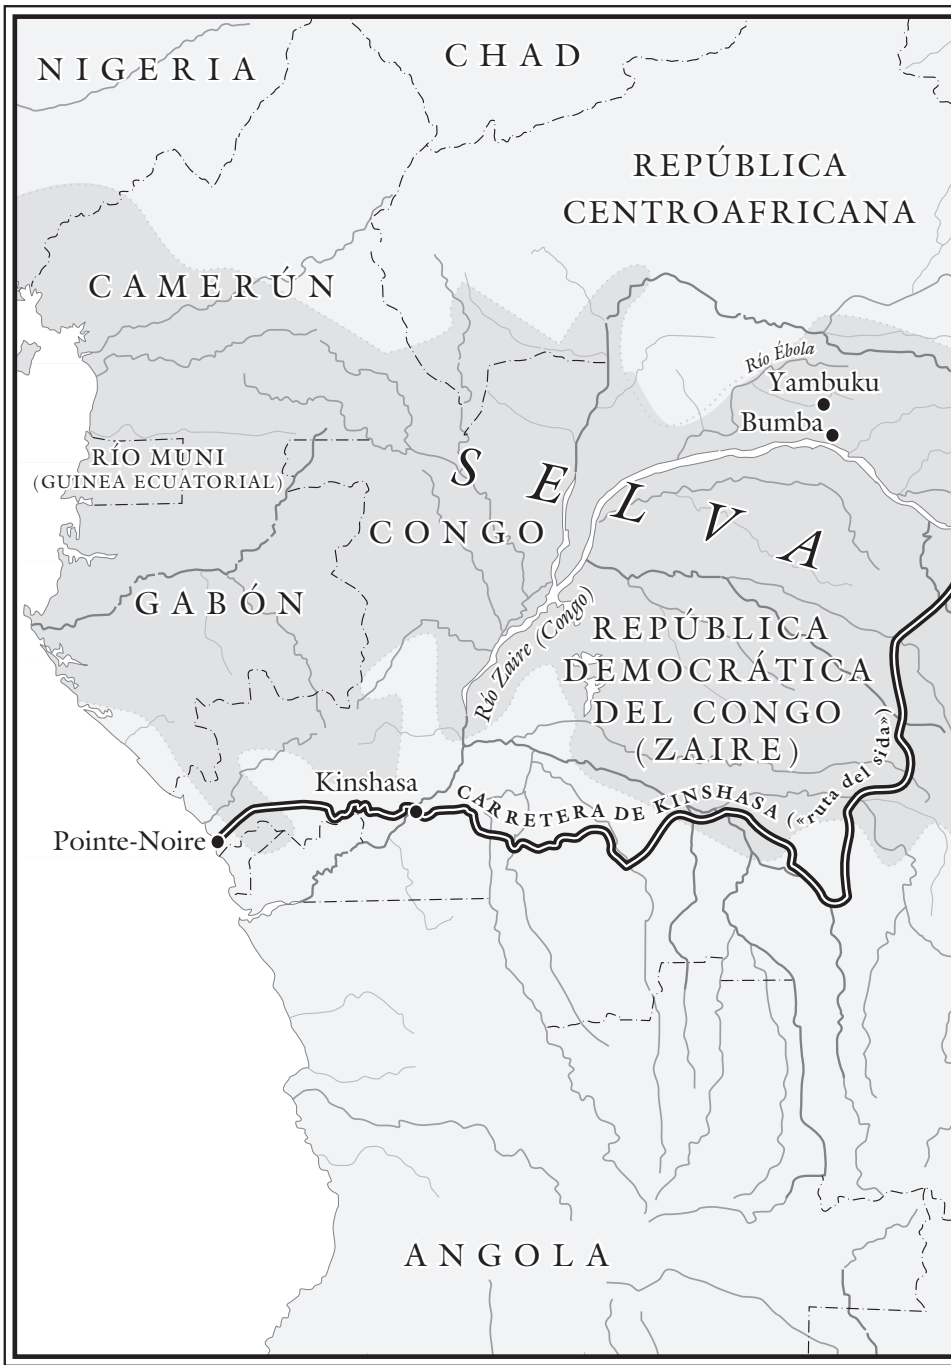 NIGERIA
CHAD
REPÚBLICA
CENTROAFRICANA
CAMERÚN
Río Ébola
Yambuku
Bumba
RÍO MUNI
(GUINEA ECUATORIAL)
SELVA
CONGO
GABÓN
Río Zaire (Congo)
REPÚBLICA
DEMOCRÁTICA
DEL CONGO
(ZAIRE)
Kinshasa
CARRETERA DE KINSHASA («ruta del sida»)
Pointe-Noire
ANGOLA